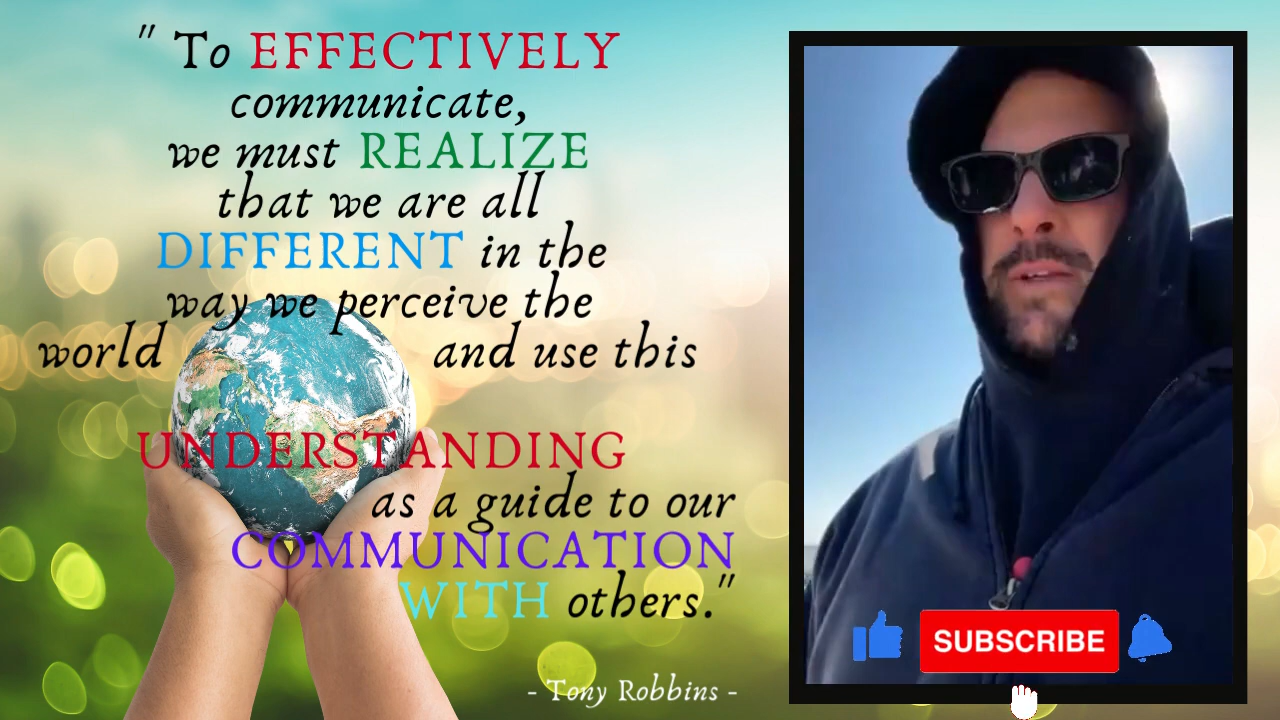 " To EFFECTIVELY
communicate,
we must REALIZE
that we are all
DIFFERENT in the
way we perceive the
world and use this
UNDERSTANDING
as a guide to our
COMMUNICATION
WITH others."
- Tony Robbins -
SUBSCRIBE